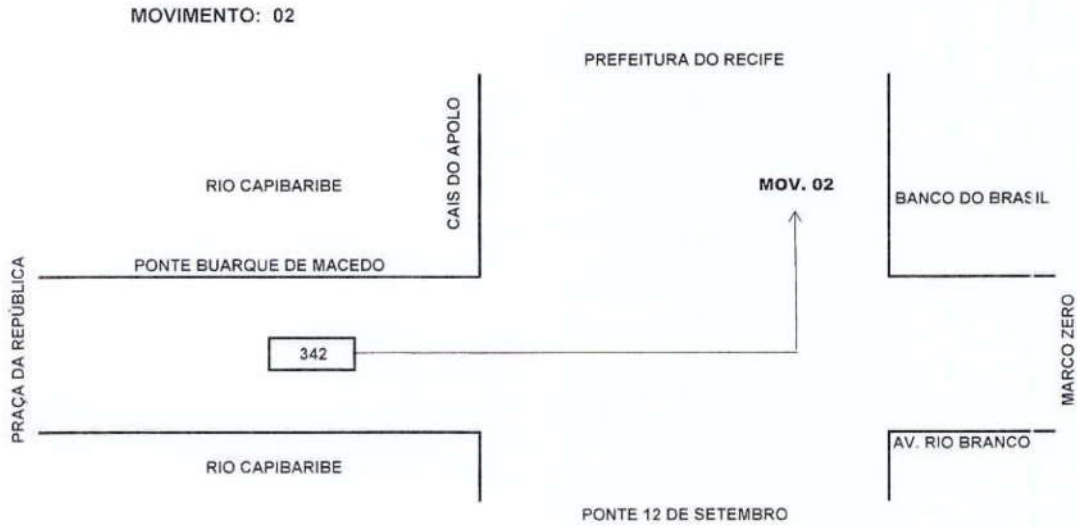 MOVIMENTO: 02
PREFEITURA DO RECIFE
CAIS DO APOLO
RIO CAPIBARIBE
MOV. 02
BANCO DO BRASIL
PONTE BUARQUE DE MACEDO
PRAÇA DA REPÚBLICA
342
MARCO ZERO
AV. RIO BRANCO
RIO CAPIBARIBE
PONTE 12 DE SETEMBRO